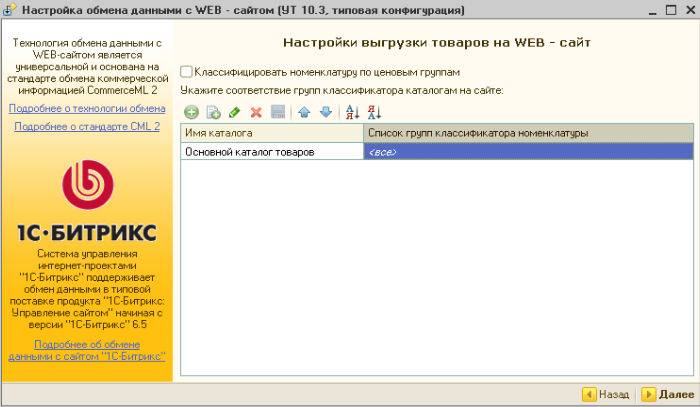 Настройка обмена данными с WEB - сайтом (УТ 10.3, типовая конфигурация)
Технология обмена данными с
WEB-сайтом является
универсальной и основана на
стандарте обмена коммерческой
информацией CommerceML 2
Подробнее о технологии обмена
Подробнее о стандарте CML 2
1С·БИТРИКС
Система управления
интернет-проектами
"1С-Битрикс" поддерживает
обмен данными в типовой
поставке продукта "1С-Битрикс:
Управление сайтом" начиная с
версии "1С-Битрикс" 6.5
Подробнее об обмене
данными с сайтом "1С-Битрикс"
Настройки выгрузки товаров на WEB - сайт
Классифицировать номенклатуру по ценовым группам
Укажите соответствие групп классификатора каталогам на сайте:
Имя каталога Список групп классификатора номенклатуры
Основной каталог товаров <все>
Назад Далее